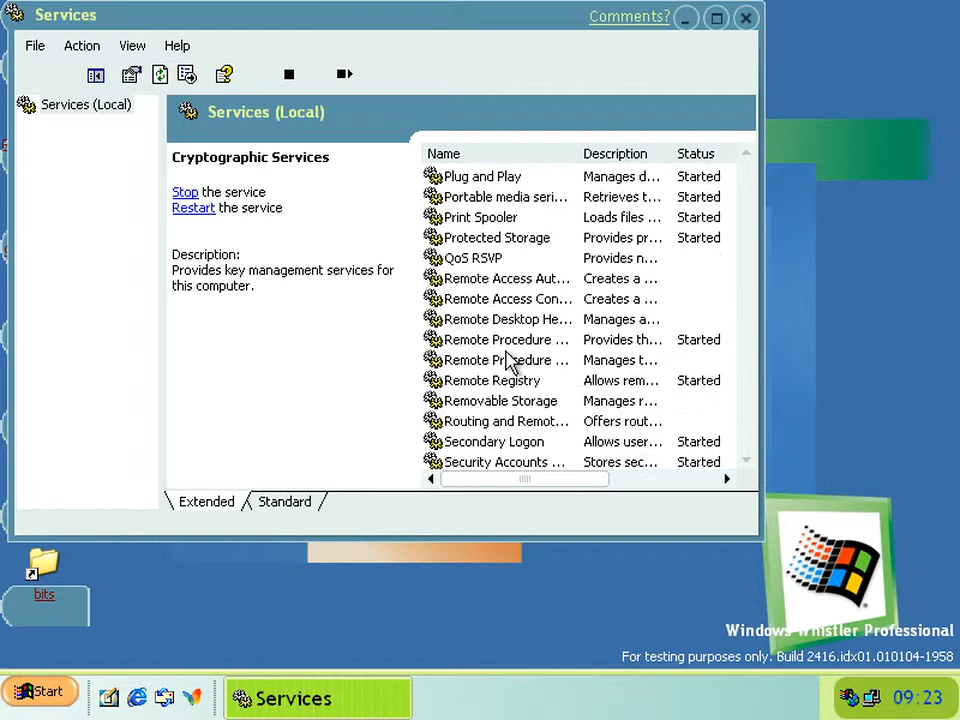 Services
Comments?
File Action View Help
Services (Local)
Services (Local)
Cryptographic Services
Stop the service
Restart the service
Description:
Provides key management services for
this computer.
Name Description Status
Plug and Play Manages d... Started
Portable media seri... Retrieves t... Started
Print Spooler Loads files ... Started
Protected Storage Provides pr... Started
QoS RSVP Provides n...
Remote Access Aut... Creates a ...
Remote Access Con... Creates a ...
Remote Desktop He... Manages a...
Remote Procedure ... Provides th... Started
Remote Procedure ... Manages t...
Remote Registry Allows rem... Started
Removable Storage Manages r...
Routing and Remot... Offers rout...
Secondary Logon Allows user... Started
Security Accounts ... Stores sec... Started
Extended Standard
bits
Windows Whistler Professional
For testing purposes only. Build 2416.idx01.010104-1958
Start Services 09:23